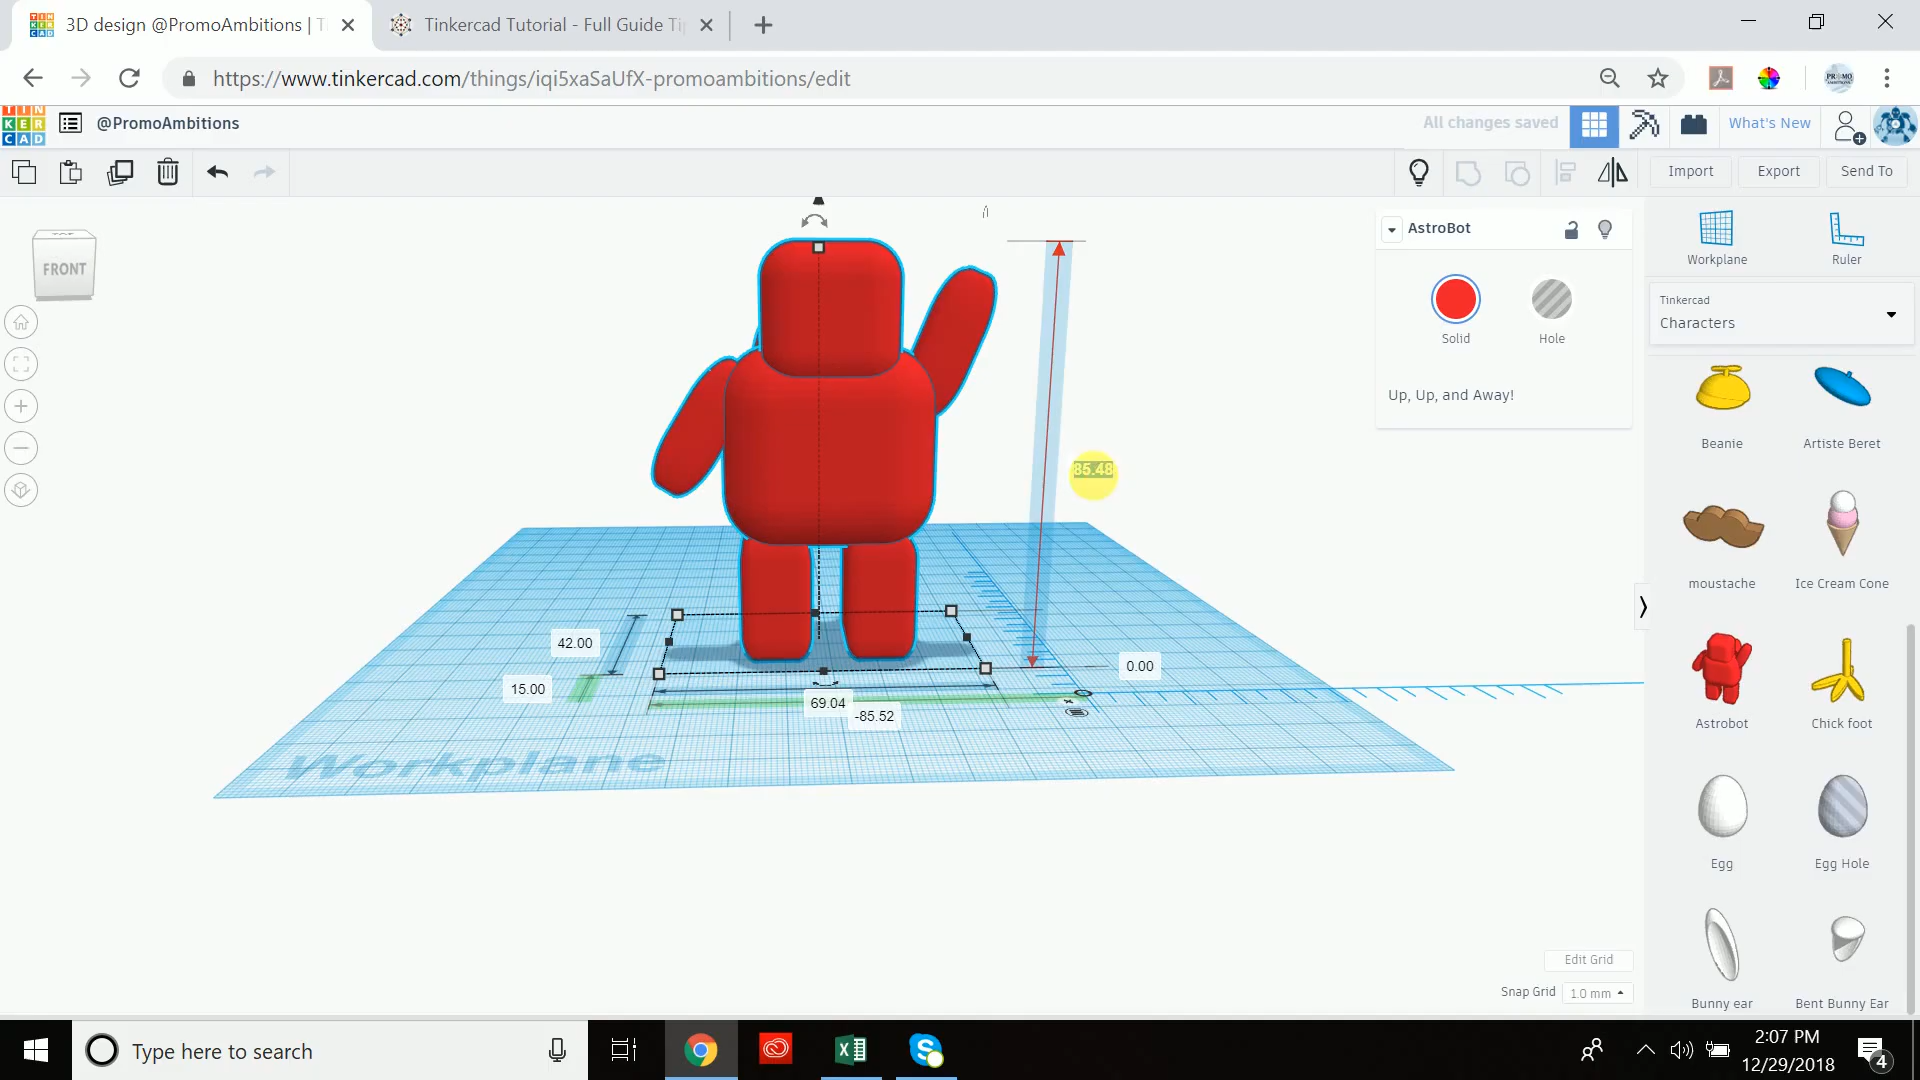 3D design @PromoAmbitions | T
Tinkercad Tutorial - Full Guide Ti
https://www.tinkercad.com/things/iqi5xaSaUfX-promoambitions/edit
TIN
KER
CAD
@PromoAmbitions
All changes saved
What's New
Import
Export
Send To
TOP
FRONT
AstroBot
Solid
Hole
Up, Up, and Away!
Workplane
Ruler
Tinkercad
Characters
Beanie
Artiste Beret
moustache
Ice Cream Cone
Astrobot
Chick foot
Egg
Egg Hole
Bunny ear
Bent Bunny Ear
85.48
42.00
15.00
69.04
-85.52
0.00
Workplane
Edit Grid
Snap Grid
1.0 mm
Type here to search
2:07 PM
12/29/2018
4